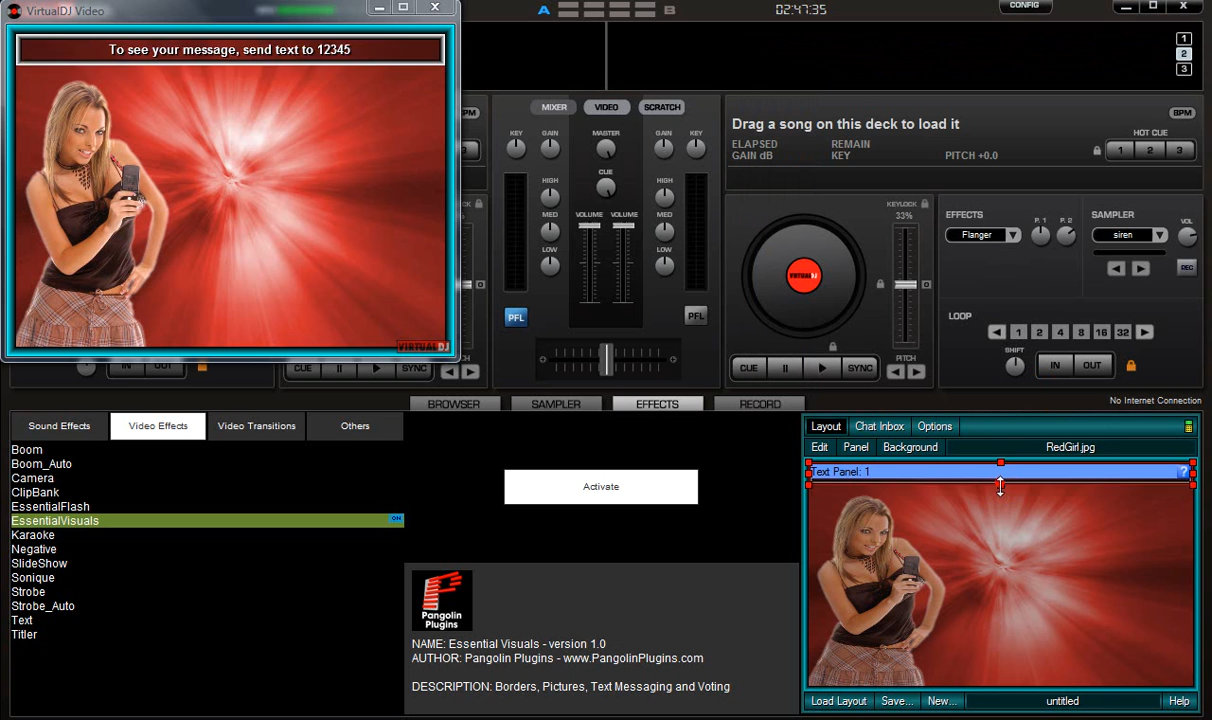 VirtualDJ Video
To see your message, send text to 12345
VIRTUAL DJ
A B
02:47:35
CONFIG
1
2
3
BPM
MIXER VIDEO SCRATCH
KEY GAIN MASTER GAIN KEY
CUE
HIGH HIGH
MED VOLUME VOLUME MED
LOW LOW
PFL PFL
Drag a song on this deck to load it
BPM
ELAPSED REMAIN
GAIN dB KEY PITCH +0.0
HOT CUE
1 2 3
KEYLOCK
33%
VIRTUAL DJ
EFFECTS P. 1 P. 2 SAMPLER VOL
Flanger siren
REC
LOOP 1 2 4 8 16 32
SHIFT IN OUT
CUE SYNC PITCH
CUE SYNC PITCH
IN OUT
BROWSER SAMPLER EFFECTS RECORD
No Internet Connection
Sound Effects Video Effects Video Transitions Others
Boom
Boom_Auto
Camera
ClipBank
EssentialFlash
EssentialVisuals ON
Karaoke
Negative
SlideShow
Sonique
Strobe
Strobe_Auto
Text
Titler
Activate
Pangolin
Plugins
NAME: Essential Visuals - version 1.0
AUTHOR: Pangolin Plugins - www.PangolinPlugins.com
DESCRIPTION: Borders, Pictures, Text Messaging and Voting
Layout Chat Inbox Options
Edit Panel Background RedGirl.jpg
Text Panel: 1 ?
Load Layout Save... New... untitled Help